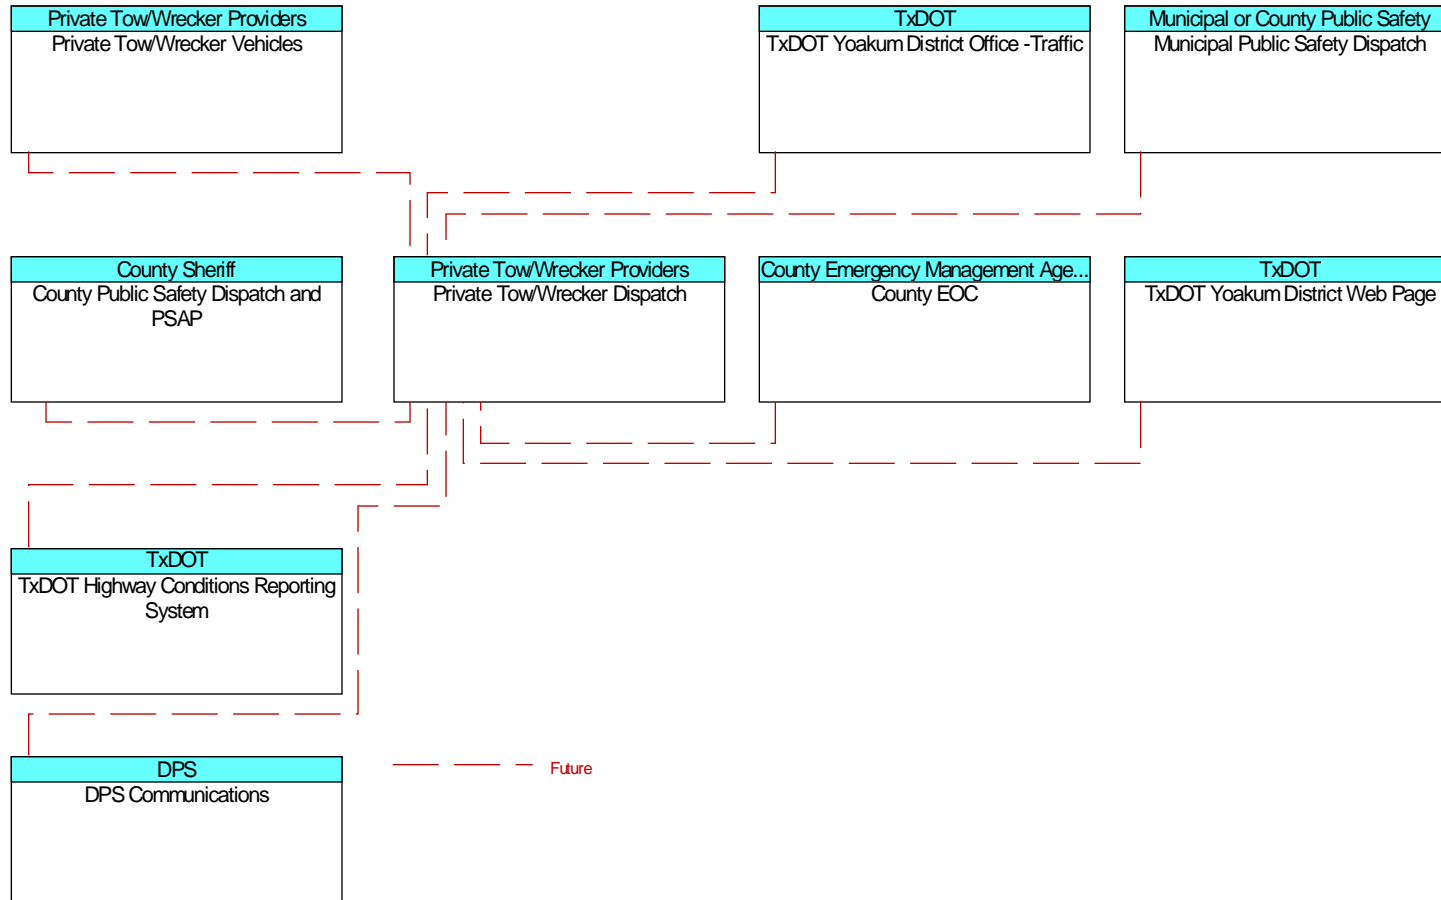 Private Tow/Wrecker Providers
Private Tow/Wrecker Vehicles
TxDOT
TxDOT Yoakum District Office -Traffic
Municipal or County Public Safety
Municipal Public Safety Dispatch
County Sheriff
County Public Safety Dispatch and
PSAP
Private Tow/Wrecker Providers
Private Tow/Wrecker Dispatch
County Emergency Management Age...
County EOC
TxDOT
TxDOT Yoakum District Web Page
TxDOT
TxDOT Highway Conditions Reporting
System
DPS
DPS Communications
Future